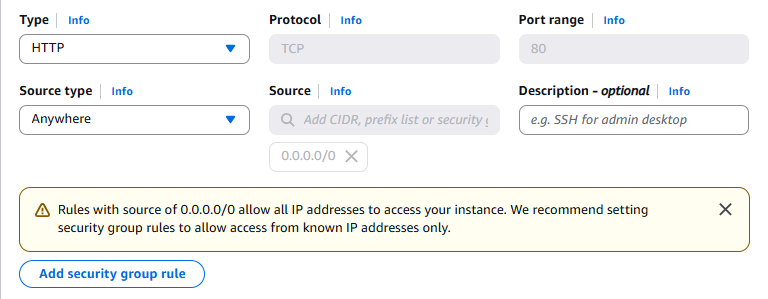 Type Info Protocol Info Port range Info
HTTP TCP 80
Source type Info Source Info Description - optional Info
Anywhere Add CIDR, prefix list or security e.g. SSH for admin desktop
0.0.0.0/0
Rules with source of 0.0.0.0/0 allow all IP addresses to access your instance. We recommend setting
security group rules to allow access from known IP addresses only.
Add security group rule